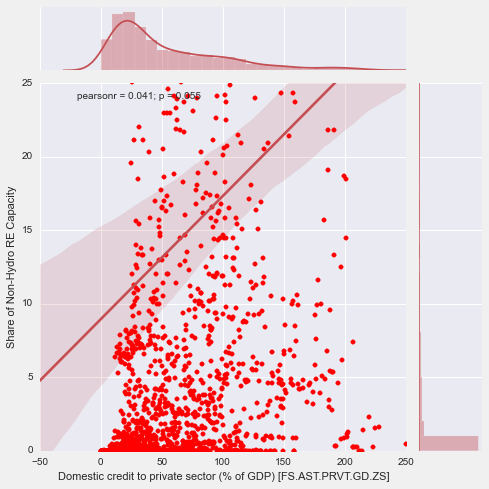 25
pearsonr = 0.041; p = 0.055
20
15
10
5
0
Share of Non-Hydro RE Capacity
−50 0 50 100 150 200 250
Domestic credit to private sector (% of GDP) [FS.AST.PRVT.GD.ZS]